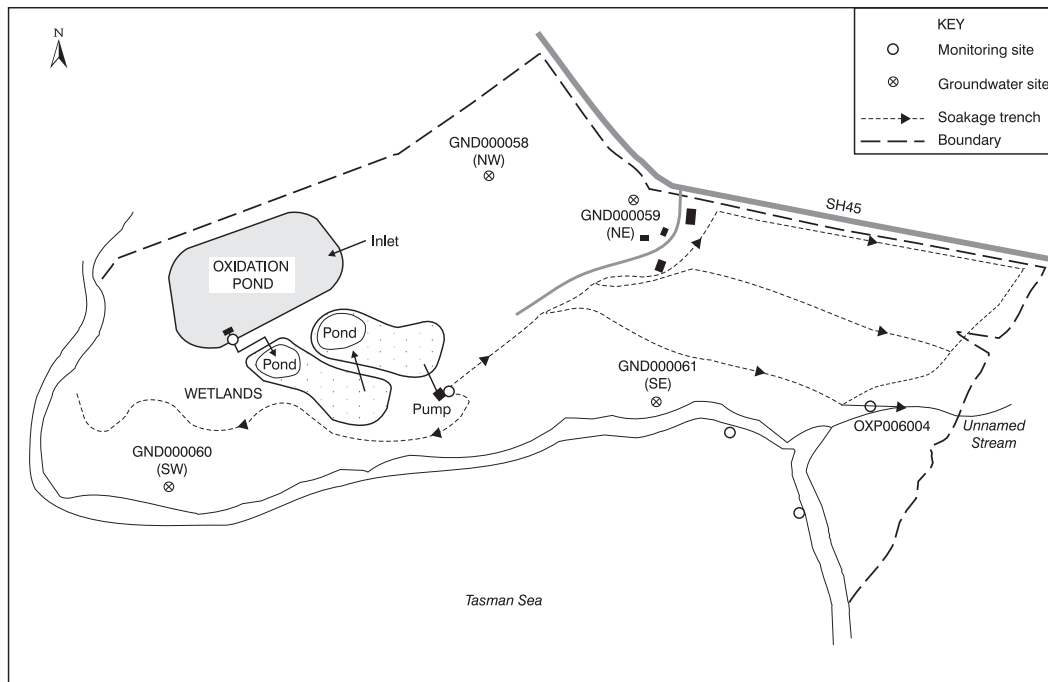 N
KEY
Monitoring site
Groundwater site
Soakage trench
Boundary
GND000058
(NW)
SH45
GND000059
(NE)
Inlet
OXIDATION
POND
Pond
Pond
GND000061
(SE)
WETLANDS
Pump
OXP006004
Unnamed
Stream
GND000060
(SW)
Tasman Sea